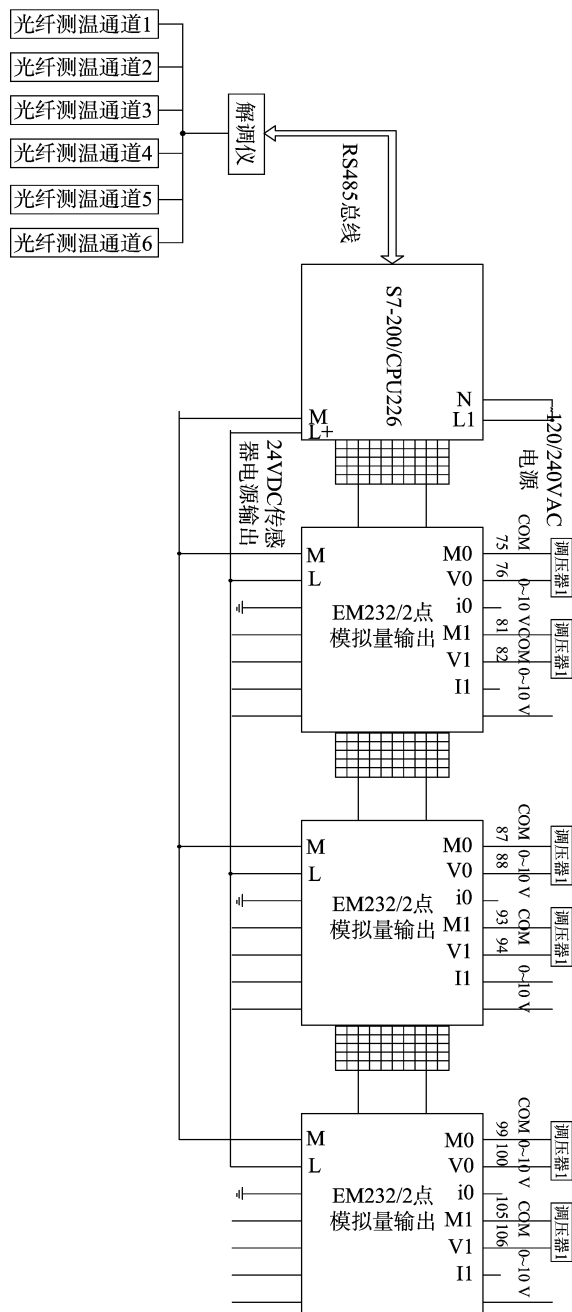 光纤测温通道1
光纤测温通道2
光纤测温通道3
光纤测温通道4
光纤测温通道5
光纤测温通道6
解调仪
RS485总线
S7-200/CPU226
N
L1
M
L+
~120/240VAC
电源
24VDC传感
器电源输出
M
L
EM232/2点
模拟量输出
M0
V0
i0
M1
V1
I1
75
76
81
82
COM
0~10 V
COM
0~10 V
调压器1
调压器1
M
L
EM232/2点
模拟量输出
M0
V0
i0
M1
V1
I1
87
88
93
94
COM
0~10 V
COM
0~10 V
调压器1
调压器1
M
L
EM232/2点
模拟量输出
M0
V0
i0
M1
V1
I1
99
100
105
106
COM
0~10 V
COM
0~10 V
调压器1
调压器1